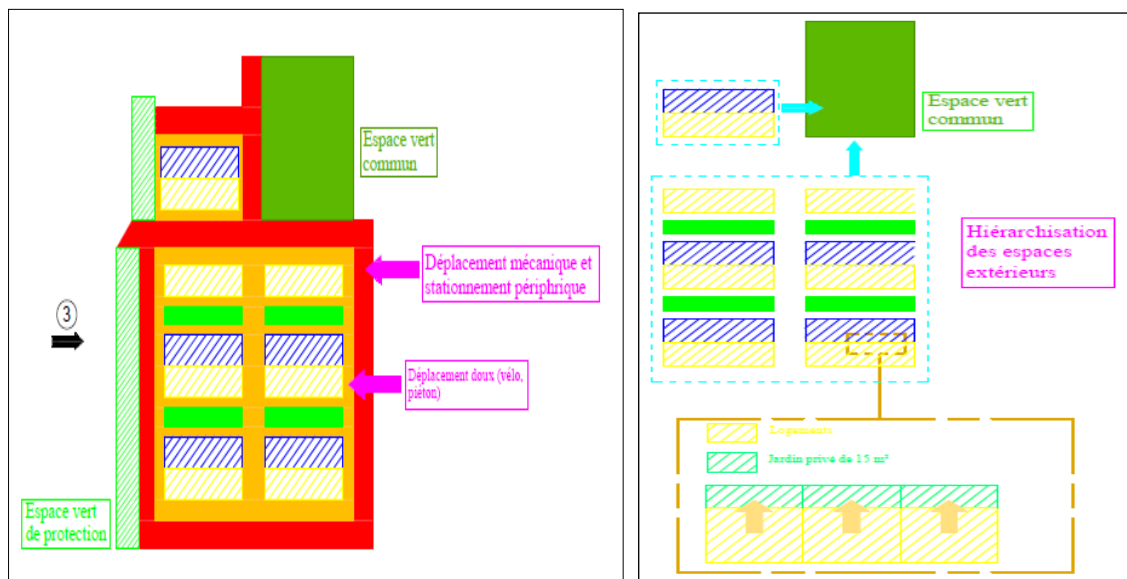 Espace vert
commun
Déplacement mécanique et
stationnement périphrique
3
Déplacement doux (vélo,
piéton)
Espace vert
de protection
Espace vert
commun
Hiérarchisation
des espaces
extérieurs
Logements
Jardin privé de 15 m²